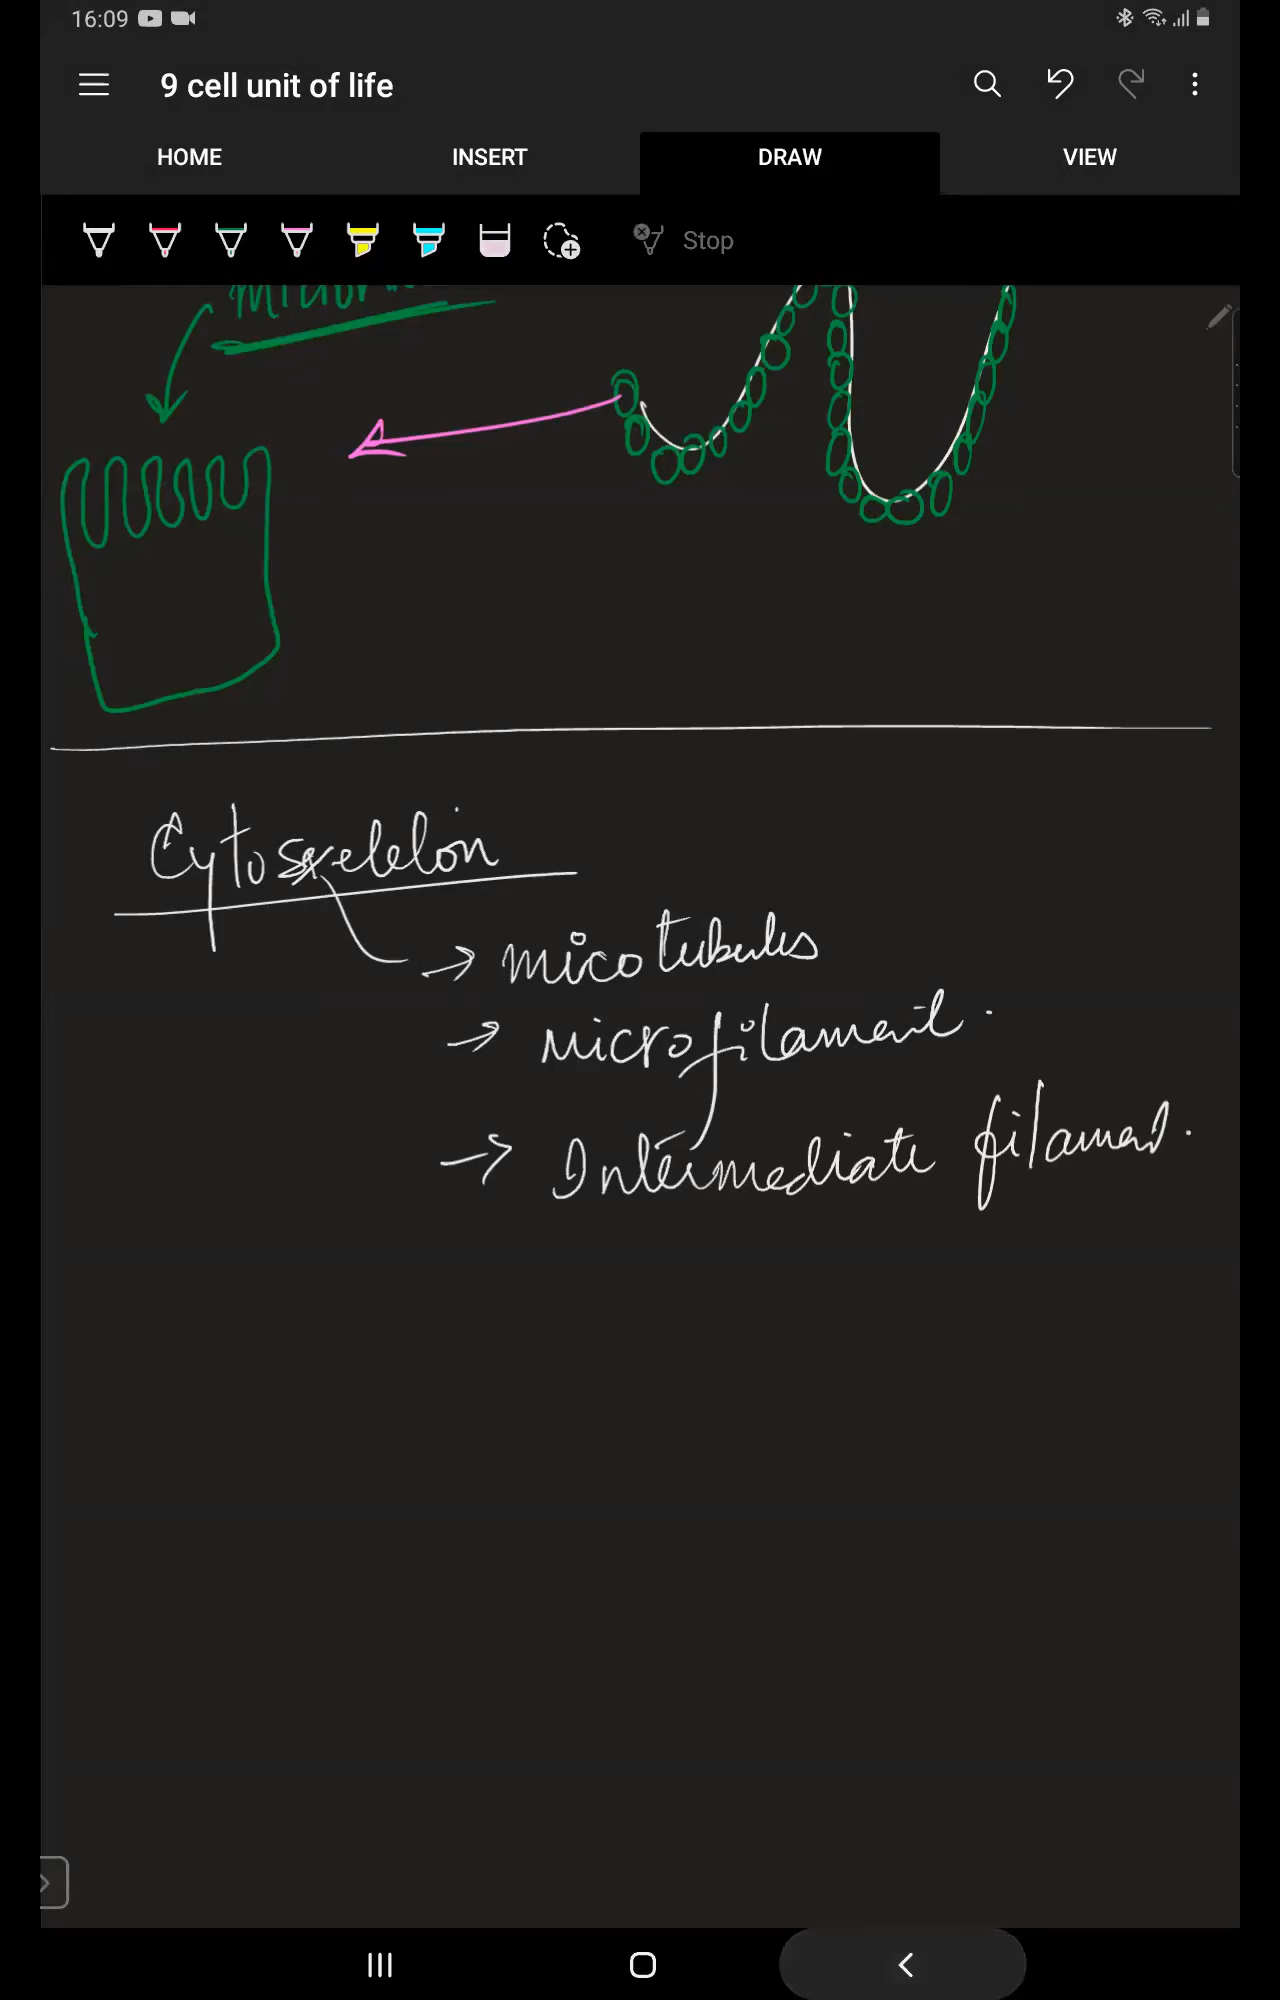 16:09
9 cell unit of life
HOME INSERT DRAW VIEW
Stop
Cytoskeleton
→ micotubules
→ Microfilament.
→ Intermediate filament.